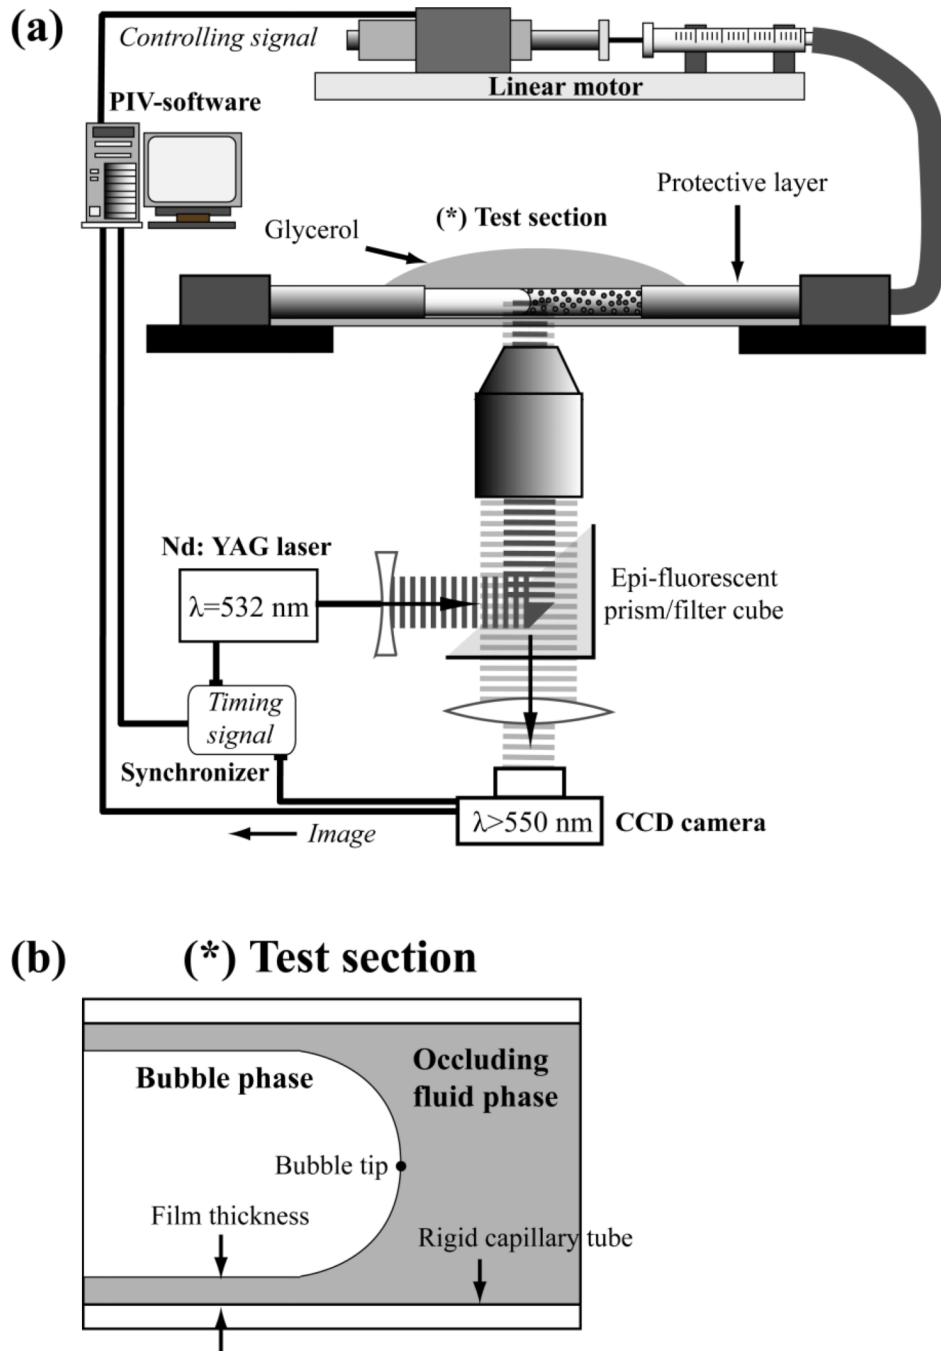 (a)
Controlling signal
Linear motor
PIV-software
Protective layer
(*) Test section
Glycerol
Nd: YAG laser
λ=532 nm
Epi-fluorescent
prism/filter cube
Timing
signal
Synchronizer
λ>550 nm
CCD camera
Image
(b)
(*) Test section
Bubble phase
Occluding
fluid phase
Bubble tip
Film thickness
Rigid capillary tube